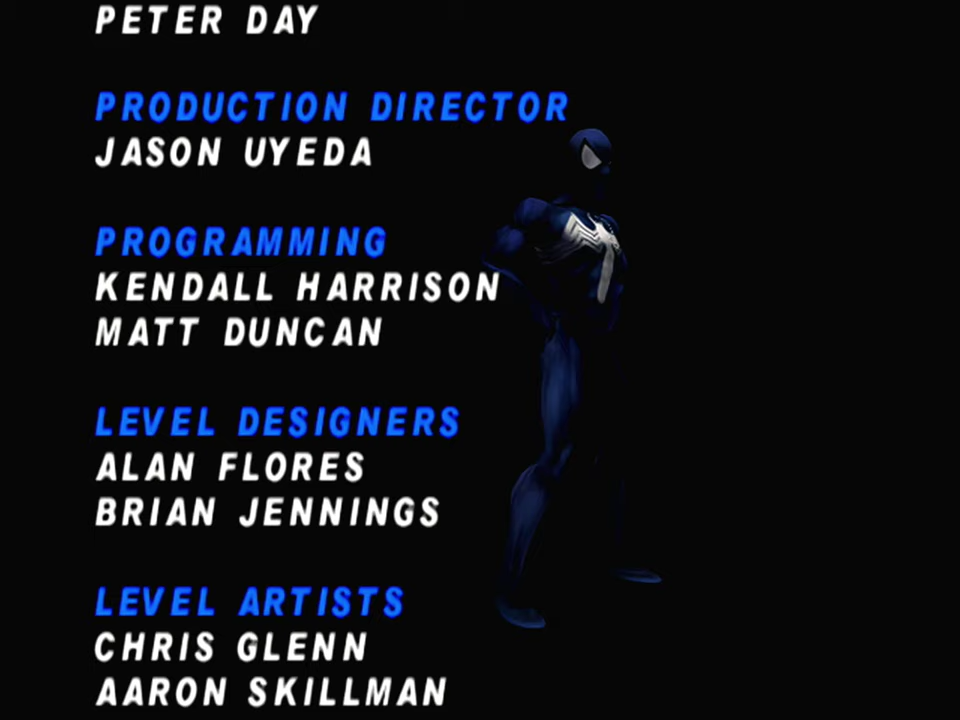 PETER DAY
PRODUCTION DIRECTOR
JASON UYEDA
PROGRAMMING
KENDALL HARRISON
MATT DUNCAN
LEVEL DESIGNERS
ALAN FLORES
BRIAN JENNINGS
LEVEL ARTISTS
CHRIS GLENN
AARON SKILLMAN